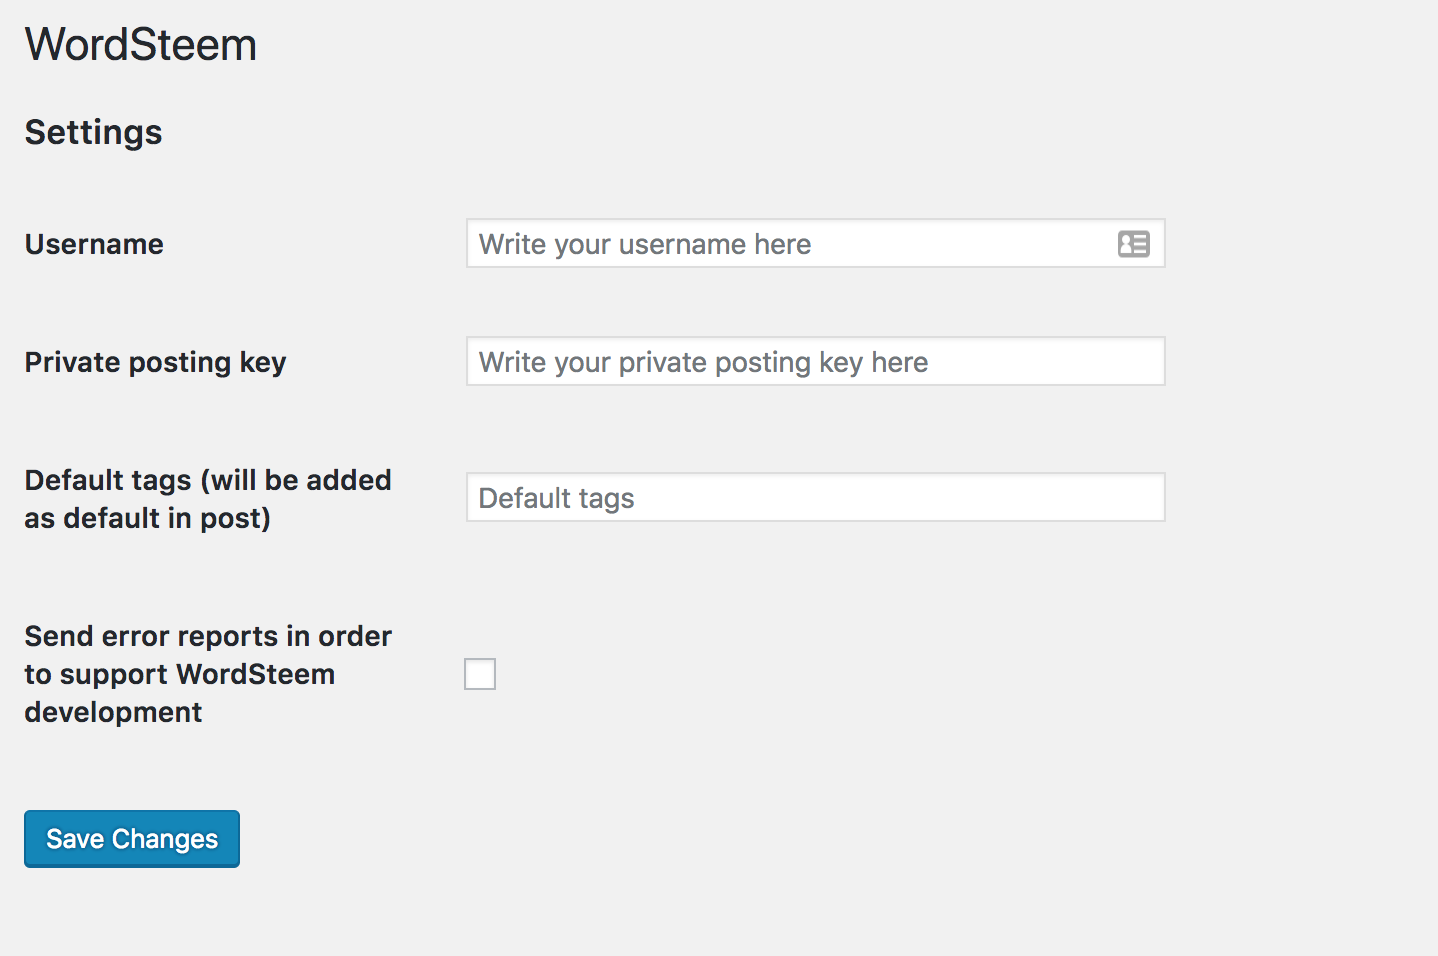 WordSteem
Settings
Username
Write your username here
Private posting key
Write your private posting key here
Default tags (will be added
as default in post)
Default tags
Send error reports in order
to support WordSteem
development
Save Changes